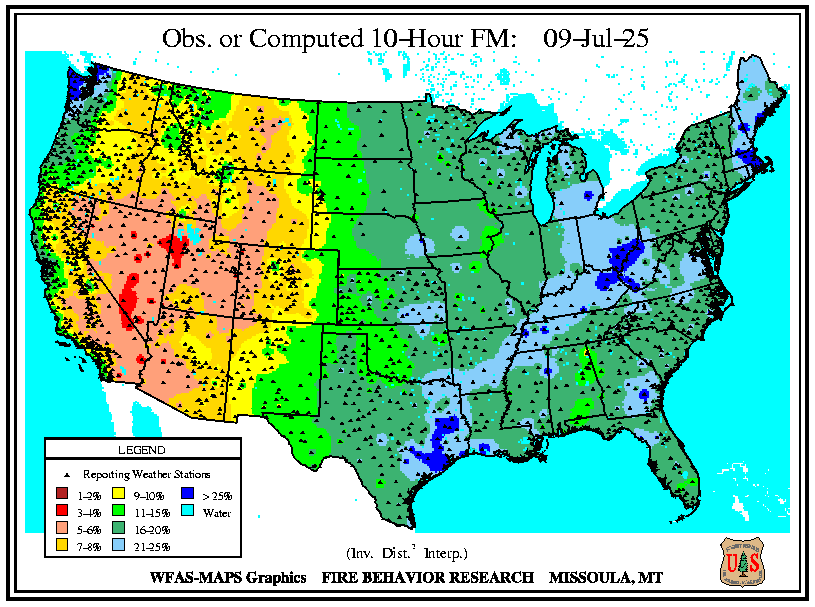 Obs. or Computed 10-Hour FM: 09-Jul-25
LEGEND
Reporting Weather Stations
1-2% 9-10% > 25%
3-4% 11-15% Water
5-6% 16-20%
7-8% 21-25%
(Inv. Dist.² Interp.)
WFAS-MAPS Graphics FIRE BEHAVIOR RESEARCH MISSOULA, MT
U S